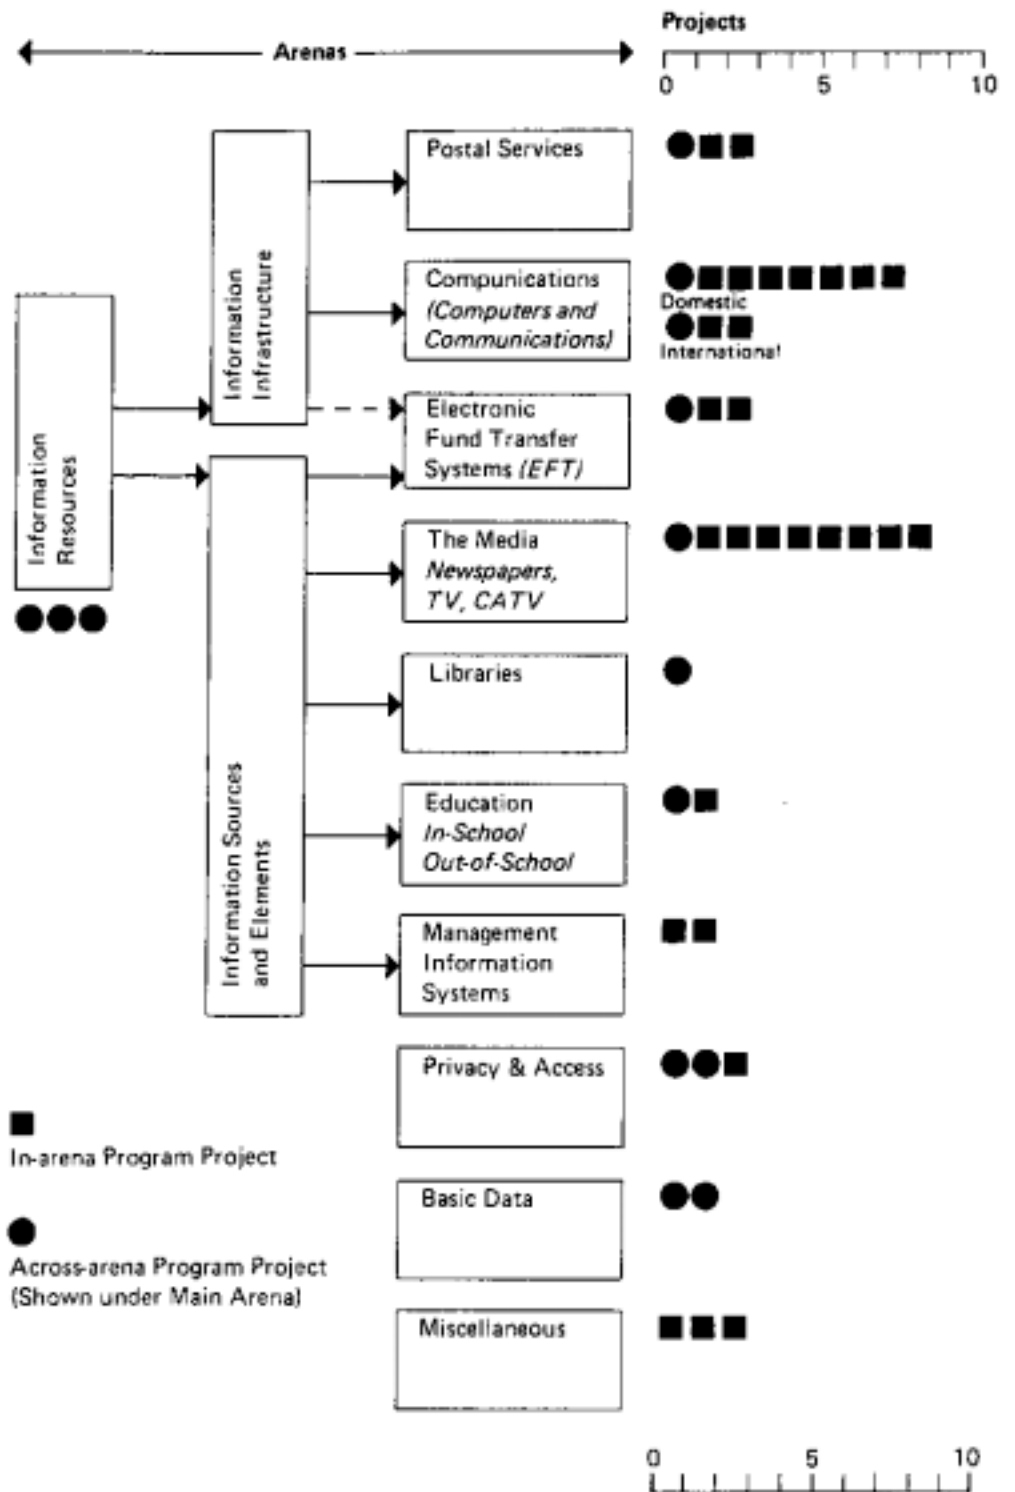 Projects
Arenas
0 5 10
Postal Services
Information
Infrastructure
Compunications
(Computers and
Communications)
Domestic
International
Information
Resources
Electronic
Fund Transfer
Systems (EFT)
The Media
Newspapers,
TV, CATV
Libraries
Information Sources
and Elements
Education
In-School
Out-of-School
Management
Information
Systems
Privacy & Access
In-arena Program Project
Basic Data
Across-arena Program Project
(Shown under Main Arena)
Miscellaneous
0 5 10